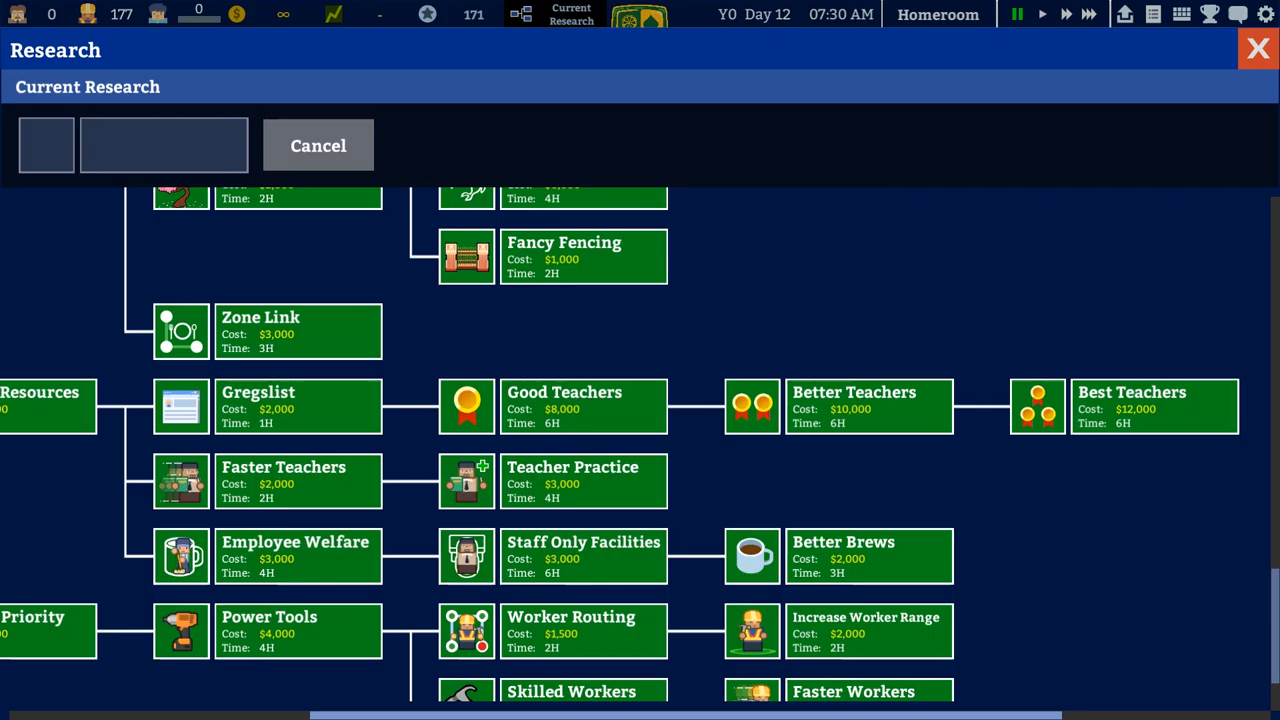 0 177 0 ∞ - 171 Current Research Y0 Day 12 07:30 AM Homeroom
Research X
Current Research
Cancel
Time: 2H
Time: 4H
Fancy Fencing
Cost: $1,000
Time: 2H
Zone Link
Cost: $3,000
Time: 3H
Resources
Gregslist
Cost: $2,000
Time: 1H
Good Teachers
Cost: $8,000
Time: 6H
Better Teachers
Cost: $10,000
Time: 6H
Best Teachers
Cost: $12,000
Time: 6H
Faster Teachers
Cost: $2,000
Time: 2H
Teacher Practice
Cost: $3,000
Time: 4H
Employee Welfare
Cost: $3,000
Time: 4H
Staff Only Facilities
Cost: $3,000
Time: 6H
Better Brews
Cost: $2,000
Time: 3H
Priority
Power Tools
Cost: $4,000
Time: 4H
Worker Routing
Cost: $1,500
Time: 2H
Increase Worker Range
Cost: $2,000
Time: 2H
Skilled Workers
Faster Workers